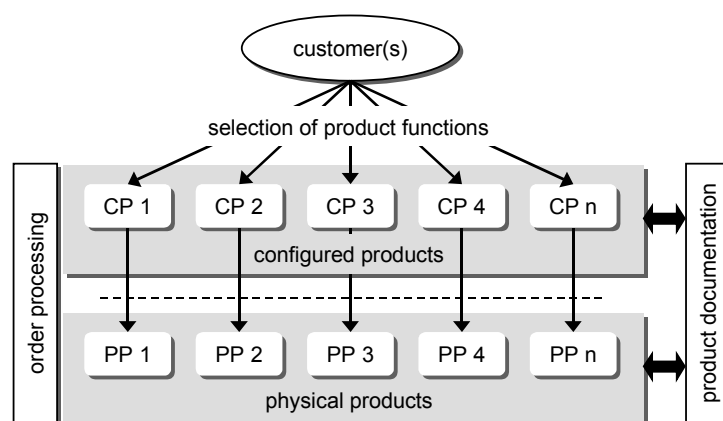 customer(s)
selection of product functions
order processing
CP 1
CP 2
CP 3
CP 4
CP n
configured products
PP 1
PP 2
PP 3
PP 4
PP n
physical products
product documentation